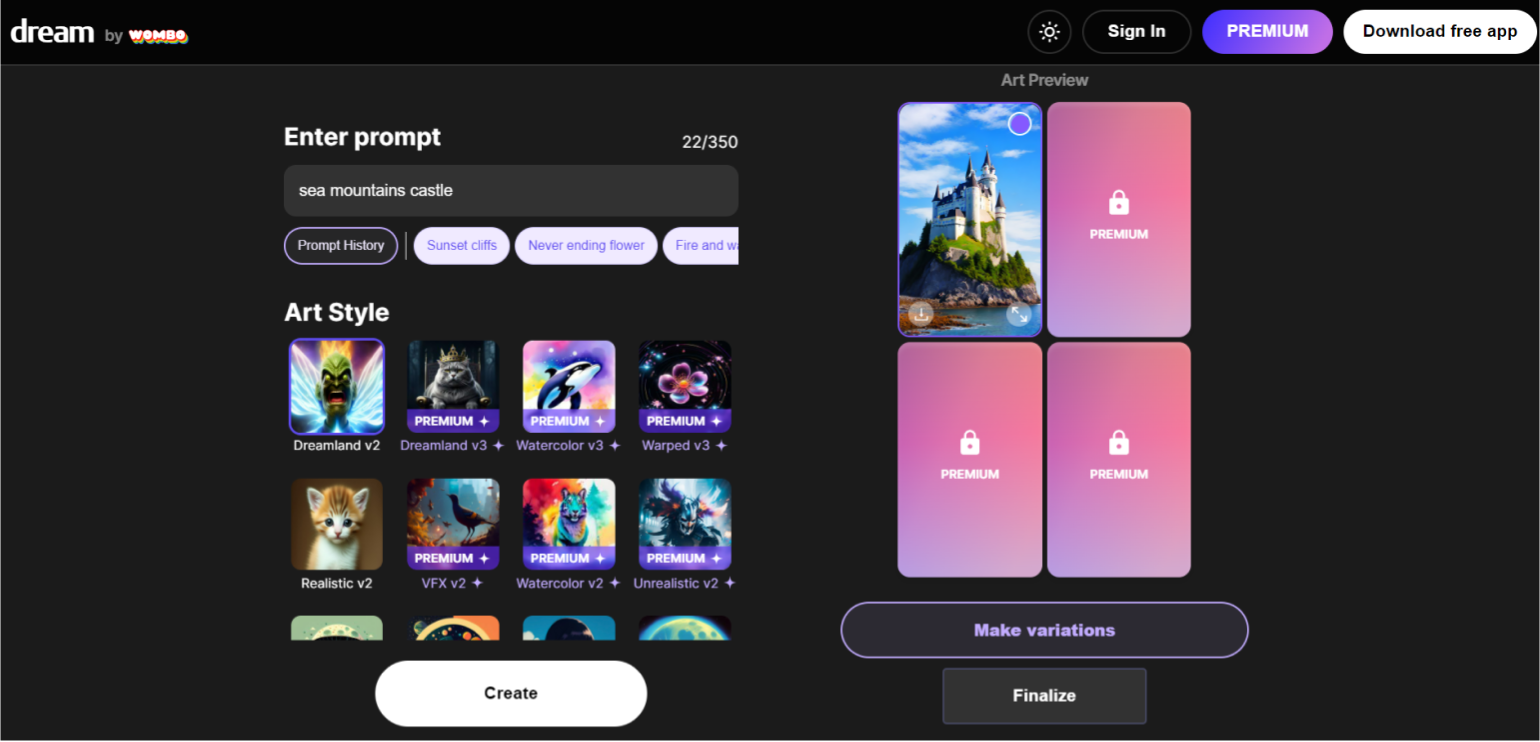 dream by WOMBO
Sign In
PREMIUM
Download free app
Enter prompt
22/350
sea mountains castle
Prompt History
Sunset cliffs
Never ending flower
Fire and
Art Style
PREMIUM
PREMIUM
PREMIUM
Dreamland v2
Dreamland v3
Watercolor v3
Warped v3
PREMIUM
PREMIUM
PREMIUM
Realistic v2
VFX v2
Watercolor v2
Unrealistic v2
Create
Art Preview
PREMIUM
PREMIUM
PREMIUM
Make variations
Finalize